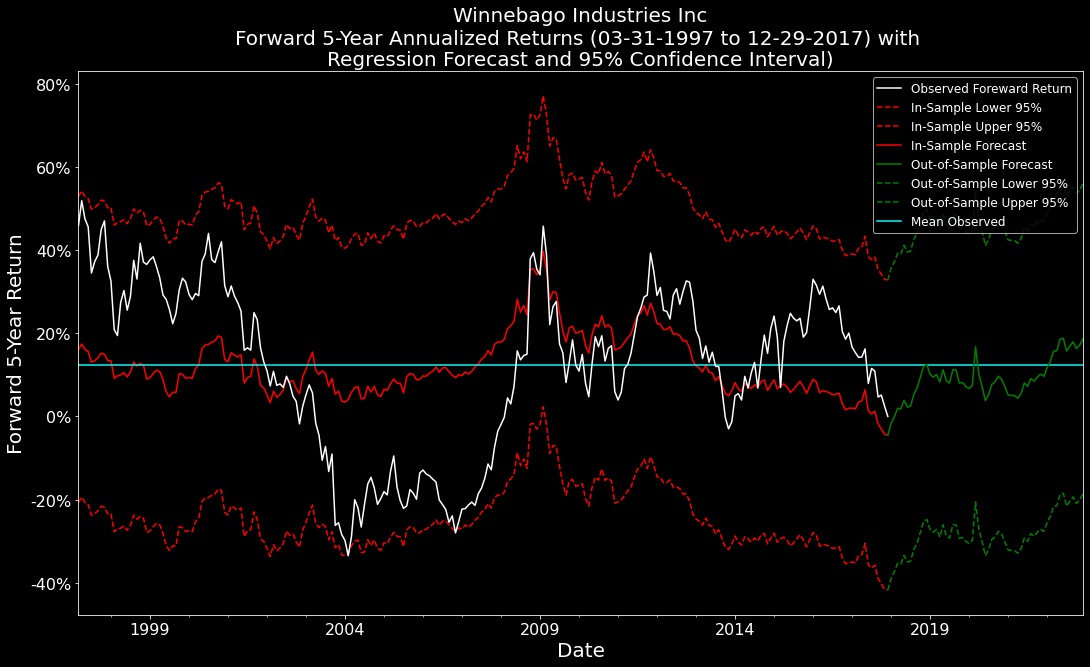 Winnebago Industries Inc
Forward 5-Year Annualized Returns (03-31-1997 to 12-29-2017) with
Regression Forecast and 95% Confidence Interval)
Forward 5-Year Return
80%
60%
40%
20%
0%
-20%
-40%
Observed Foreward Return
In-Sample Lower 95%
In-Sample Upper 95%
In-Sample Forecast
Out-of-Sample Forecast
Out-of-Sample Lower 95%
Out-of-Sample Upper 95%
Mean Observed
1999
2004
2009
2014
2019
Date